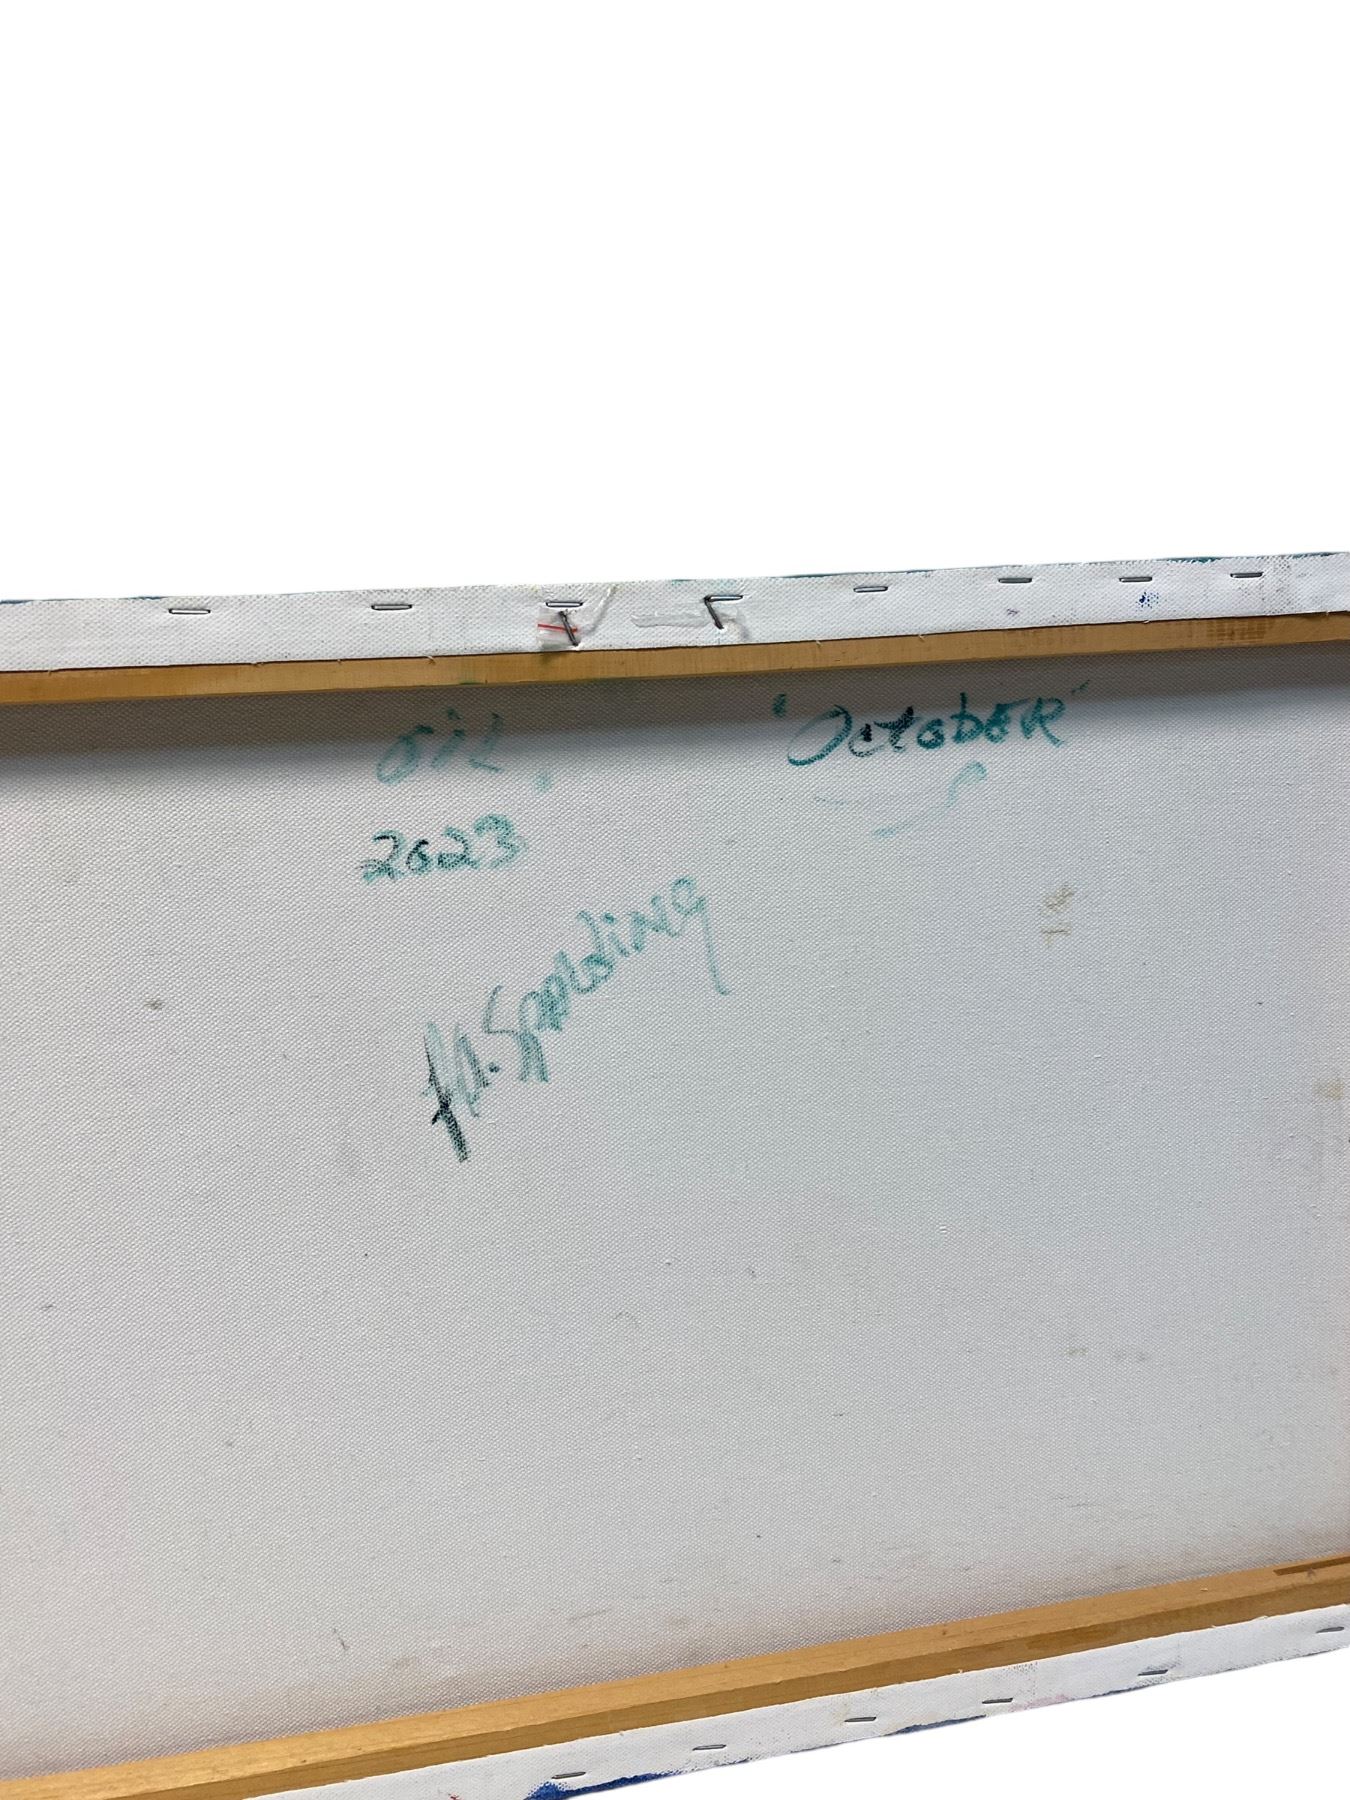 oil
"OctobER"
2023
M. Spalding